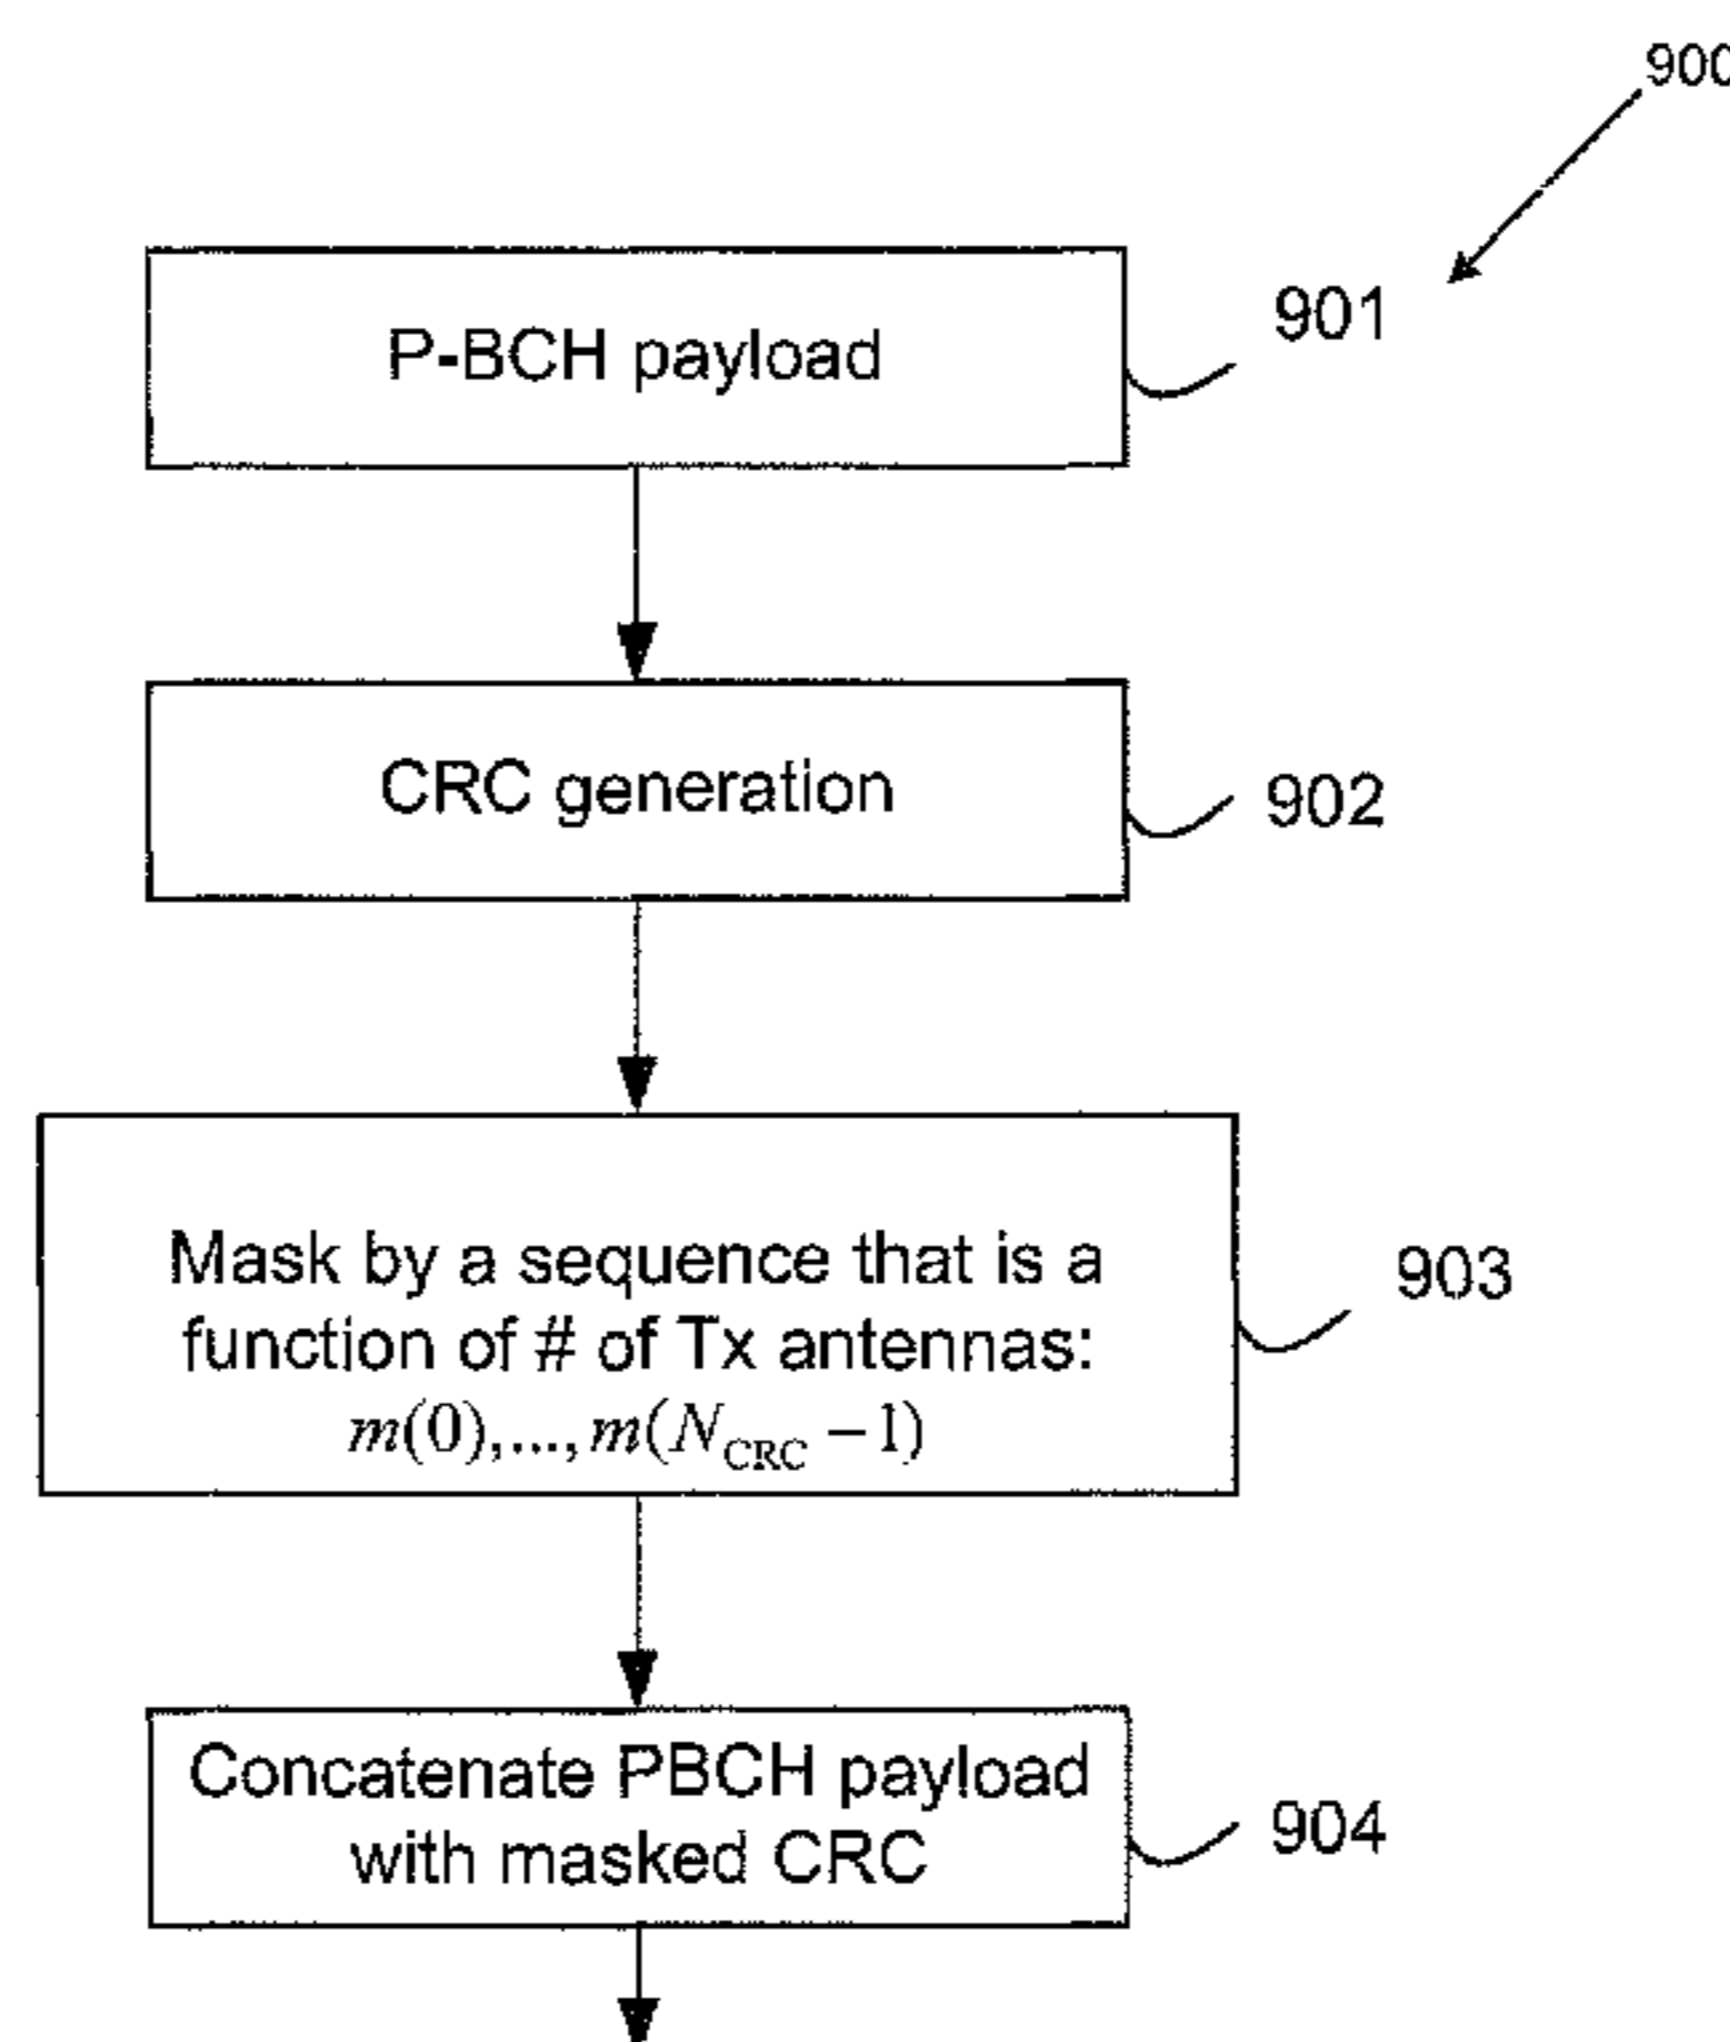 900
P-BCH payload
901
CRC generation
902
Mask by a sequence that is a
function of # of Tx antennas:
m(0),...,m(N_CRC −1)
903
Concatenate PBCH payload
with masked CRC
904